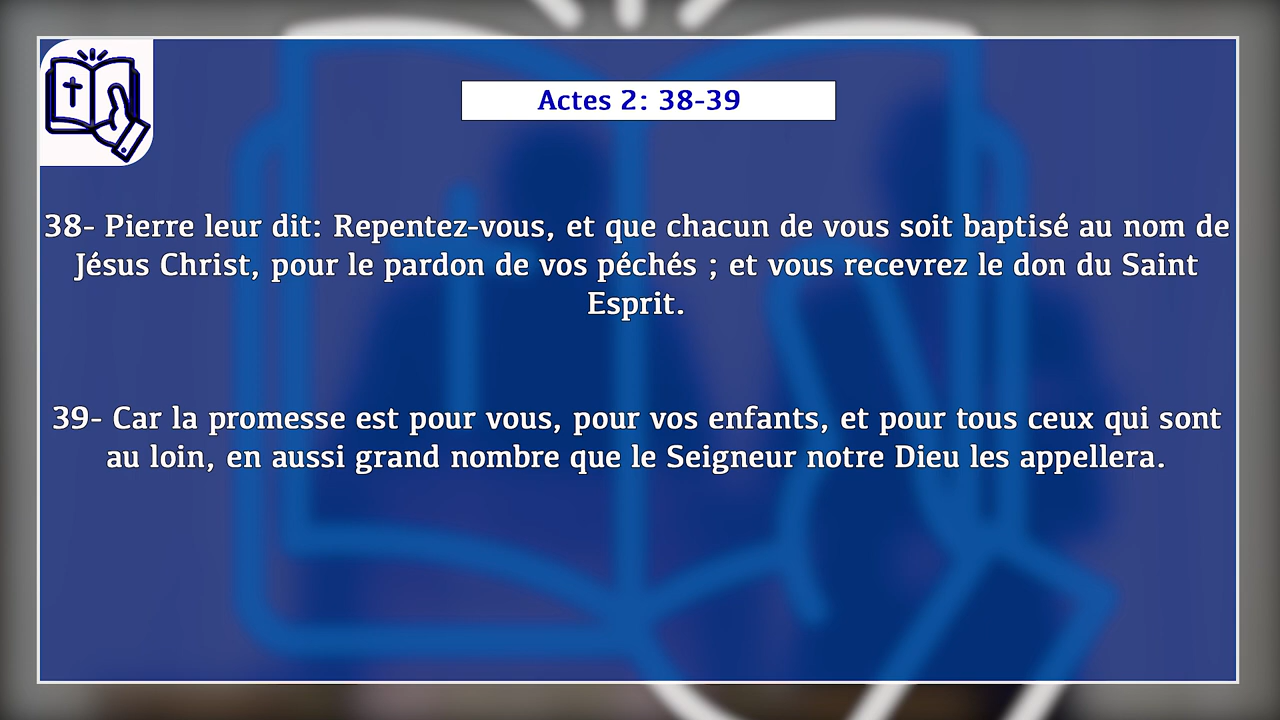 Actes 2: 38-39
38- Pierre leur dit: Repentez-vous, et que chacun de vous soit baptisé au nom de
Jésus Christ, pour le pardon de vos péchés ; et vous recevrez le don du Saint
Esprit.
39- Car la promesse est pour vous, pour vos enfants, et pour tous ceux qui sont
au loin, en aussi grand nombre que le Seigneur notre Dieu les appellera.